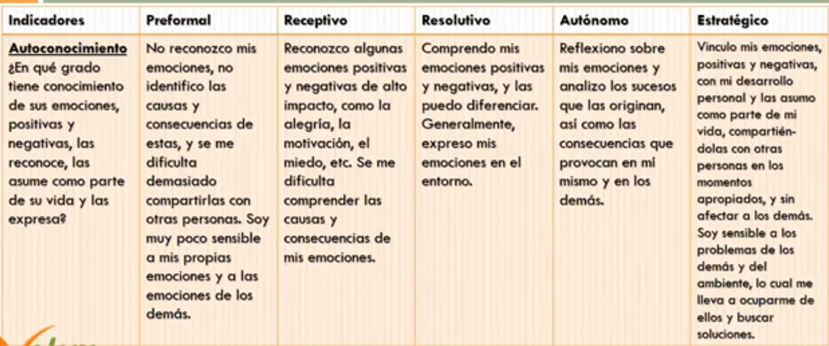 Indicadores
Preformal
Receptivo
Resolutivo
Autónomo
Estratégico
Autoconocimiento
¿En qué grado
tiene conocimiento
de sus emociones,
positivas y
negativas, las
reconoce, las
asume como parte
de su vida y las
expresa?
No reconozco mis
emociones, no
identifico las
causas y
consecuencias de
estas, y se me
dificulta
demasiado
compartirlas con
otras personas. Soy
muy poco sensible
a mis propias
emociones y a las
emociones de los
demás.
Reconozco algunas
emociones positivas
y negativas de alto
impacto, como la
alegría, la
motivación, el
miedo, etc. Se me
dificulta
comprender las
causas y
consecuencias de
mis emociones.
Comprendo mis
emociones positivas
y negativas, y las
puedo diferenciar.
Generalmente,
expreso mis
emociones en el
entorno.
Reflexiono sobre
mis emociones y
analizo los sucesos
que las originan,
así como las
consecuencias que
provocan en mí
mismo y en los
demás.
Vinculo mis emociones,
positivas y negativas,
con mi desarrollo
personal y las asumo
como parte de mi
vida, compartién-
dolas con otras
personas en los
momentos
apropiados, y sin
afectar a los demás.
Soy sensible a los
problemas de los
demás y del
ambiente, lo cual me
lleva a ocuparme de
ellos y buscar
soluciones.